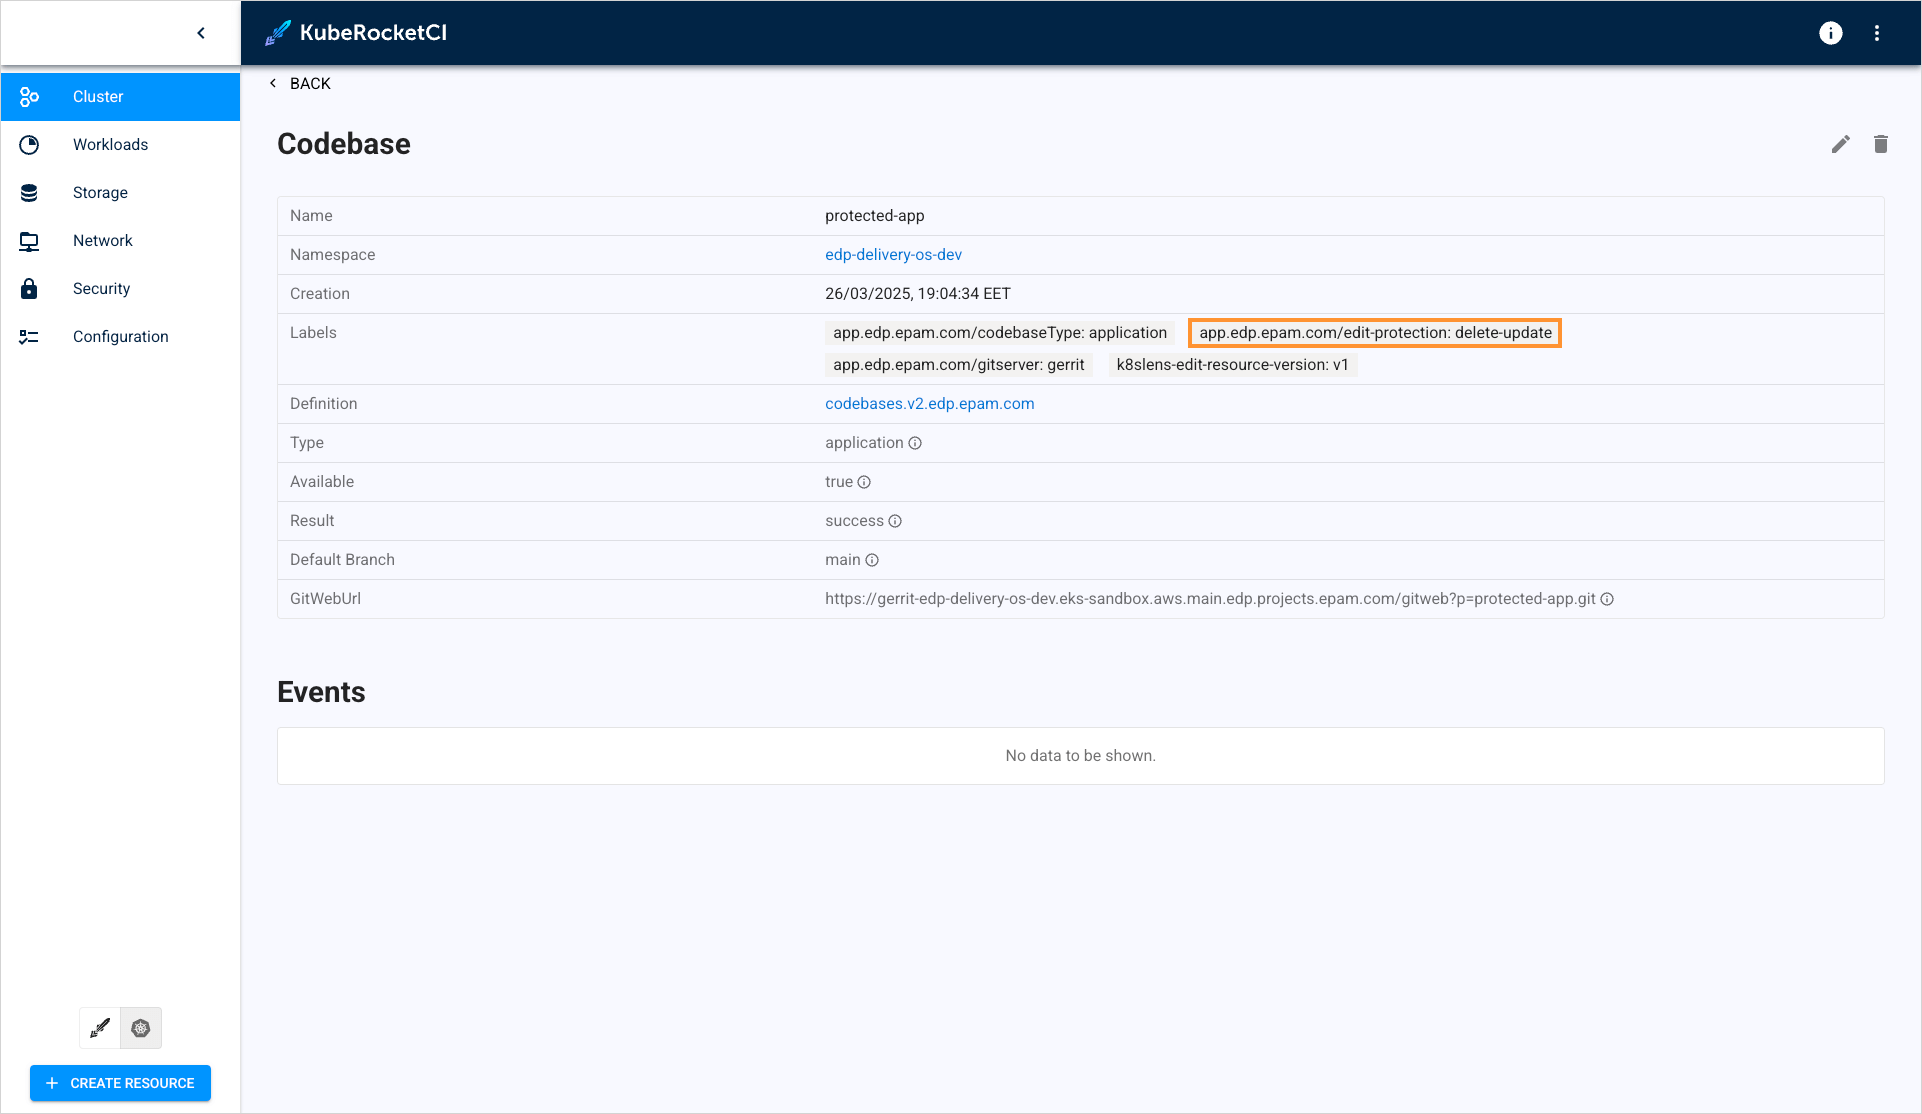 KubeRocketCI
Cluster
Workloads
Storage
Network
Security
Configuration
CREATE RESOURCE
BACK
Codebase
Name protected-app
Namespace edp-delivery-os-dev
Creation 26/03/2025, 19:04:34 EET
Labels app.edp.epam.com/codebaseType: application app.edp.epam.com/edit-protection: delete-update
app.edp.epam.com/gitserver: gerrit k8slens-edit-resource-version: v1
Definition codebases.v2.edp.epam.com
Type application
Available true
Result success
Default Branch main
GitWebUrl https://gerrit-edp-delivery-os-dev.eks-sandbox.aws.main.edp.projects.epam.com/gitweb?p=protected-app.git
Events
No data to be shown.